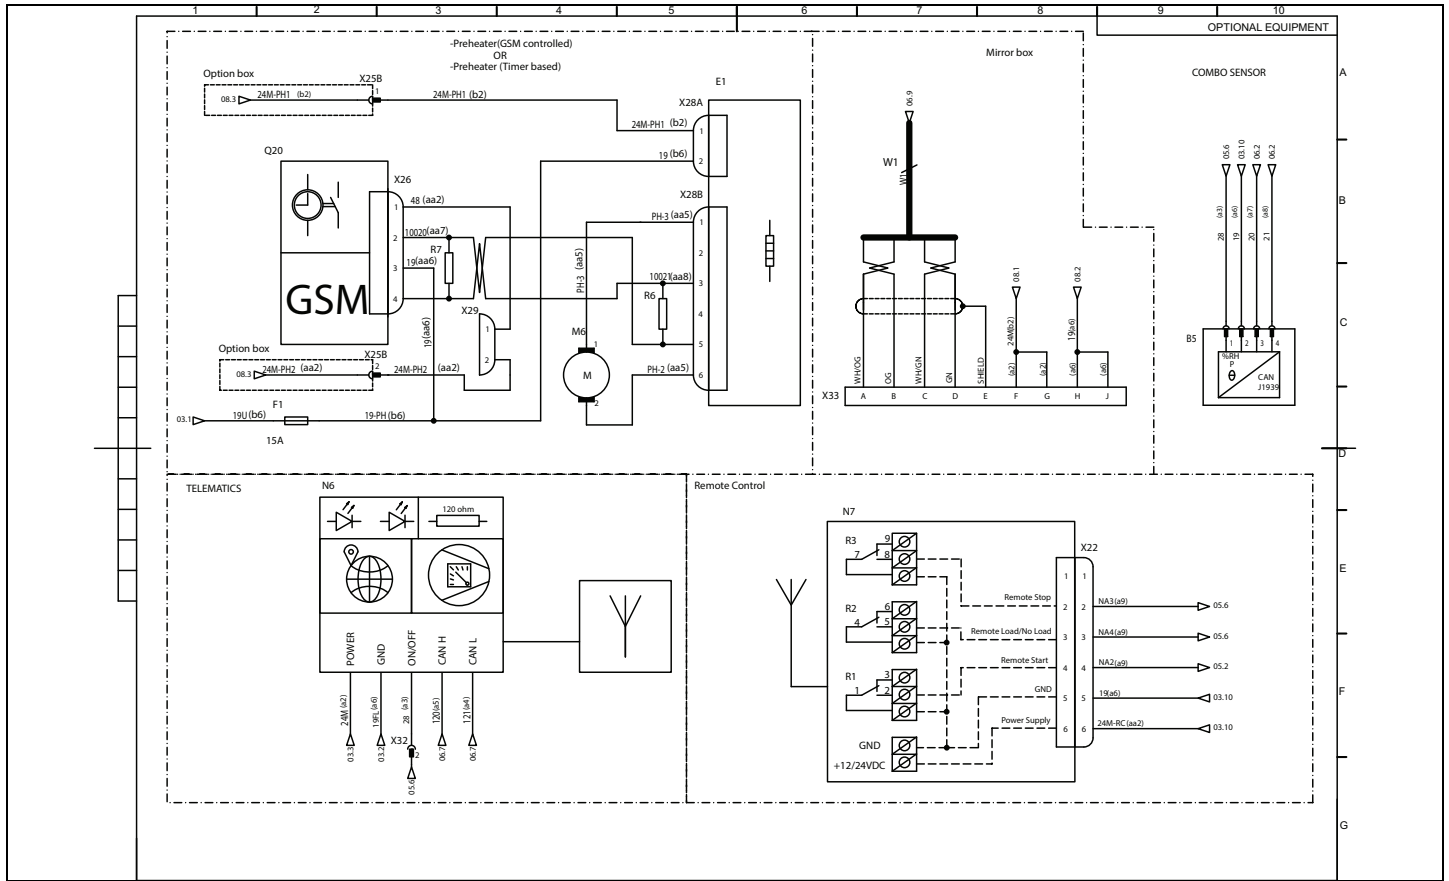 1 2 3 4 5 6 7 8 9 10
OPTIONAL EQUIPMENT
A
B
C
D
E
F
G
-Preheater(GSM controlled)
OR
-Preheater (Timer based)
Option box
X25B
08.3
24M-PH1 (b2)
1
24M-PH1 (b2)
E1
X28A
24M-PH1 (b2)
1
19 (b6)
2
Q20
X26
GSM
1
2
3
4
48 (aa2)
10020(aa7)
R7
19(aa6)
19(aa6)
X29
1
2
X28B
PH-3 (aa5)
1
2
10021(aa8)
3
R6
4
5
PH-2 (aa5)
6
PH-3 (aa5)
M6
1
M
2
Option box
X25B
08.3
24M-PH2 (aa2)
2
24M-PH2 (aa2)
F1
03.1
19U(b6)
19-PH(b6)
15A
Mirror box
06.9
W1
W1
08.1
08.2
24M(b2)
19(a6)
WH/OG
OG
WH/GN
GN
SHIELD
(a2)
(a2)
(a6)
(a6)
X33
A B C D E F G H J
COMBO SENSOR
05.6
03.10
06.2
06.2
28 (a3)
19 (a6)
20 (a7)
21 (a8)
B5
1 2 3 4
%RH
P
θ
CAN
J1939
TELEMATICS
N6
120 ohm
POWER
GND
ON/OFF
CAN H
CAN L
24M (a2)
19FL(a6)
28 (a3)
120(a5)
121(a4)
X32
2
03.3
03.2
05.6
06.7
06.7
Remote Control
N7
R3
9
7
8
R2
6
4
5
R1
3
1
2
GND
+12/24VDC
X22
1 1
Remote Stop
2 2
NA3(a9)
05.6
Remote Load/No Load
3 3
NA4(a9)
05.6
Remote Start
4 4
NA2(a9)
05.2
GND
5 5
19(a6)
03.10
Power Supply
6 6
24M-RC(aa2)
03.10